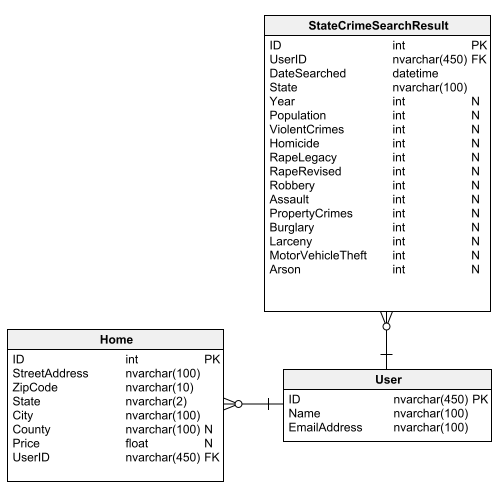 StateCrimeSearchResult
ID int PK
UserID nvarchar(450) FK
DateSearched datetime
State nvarchar(100)
Year int N
Population int N
ViolentCrimes int N
Homicide int N
RapeLegacy int N
RapeRevised int N
Robbery int N
Assault int N
PropertyCrimes int N
Burglary int N
Larceny int N
MotorVehicleTheft int N
Arson int N
Home
ID int PK
StreetAddress nvarchar(100)
ZipCode nvarchar(10)
State nvarchar(2)
City nvarchar(100)
County nvarchar(100) N
Price float N
UserID nvarchar(450) FK
User
ID nvarchar(450) PK
Name nvarchar(100)
EmailAddress nvarchar(100)